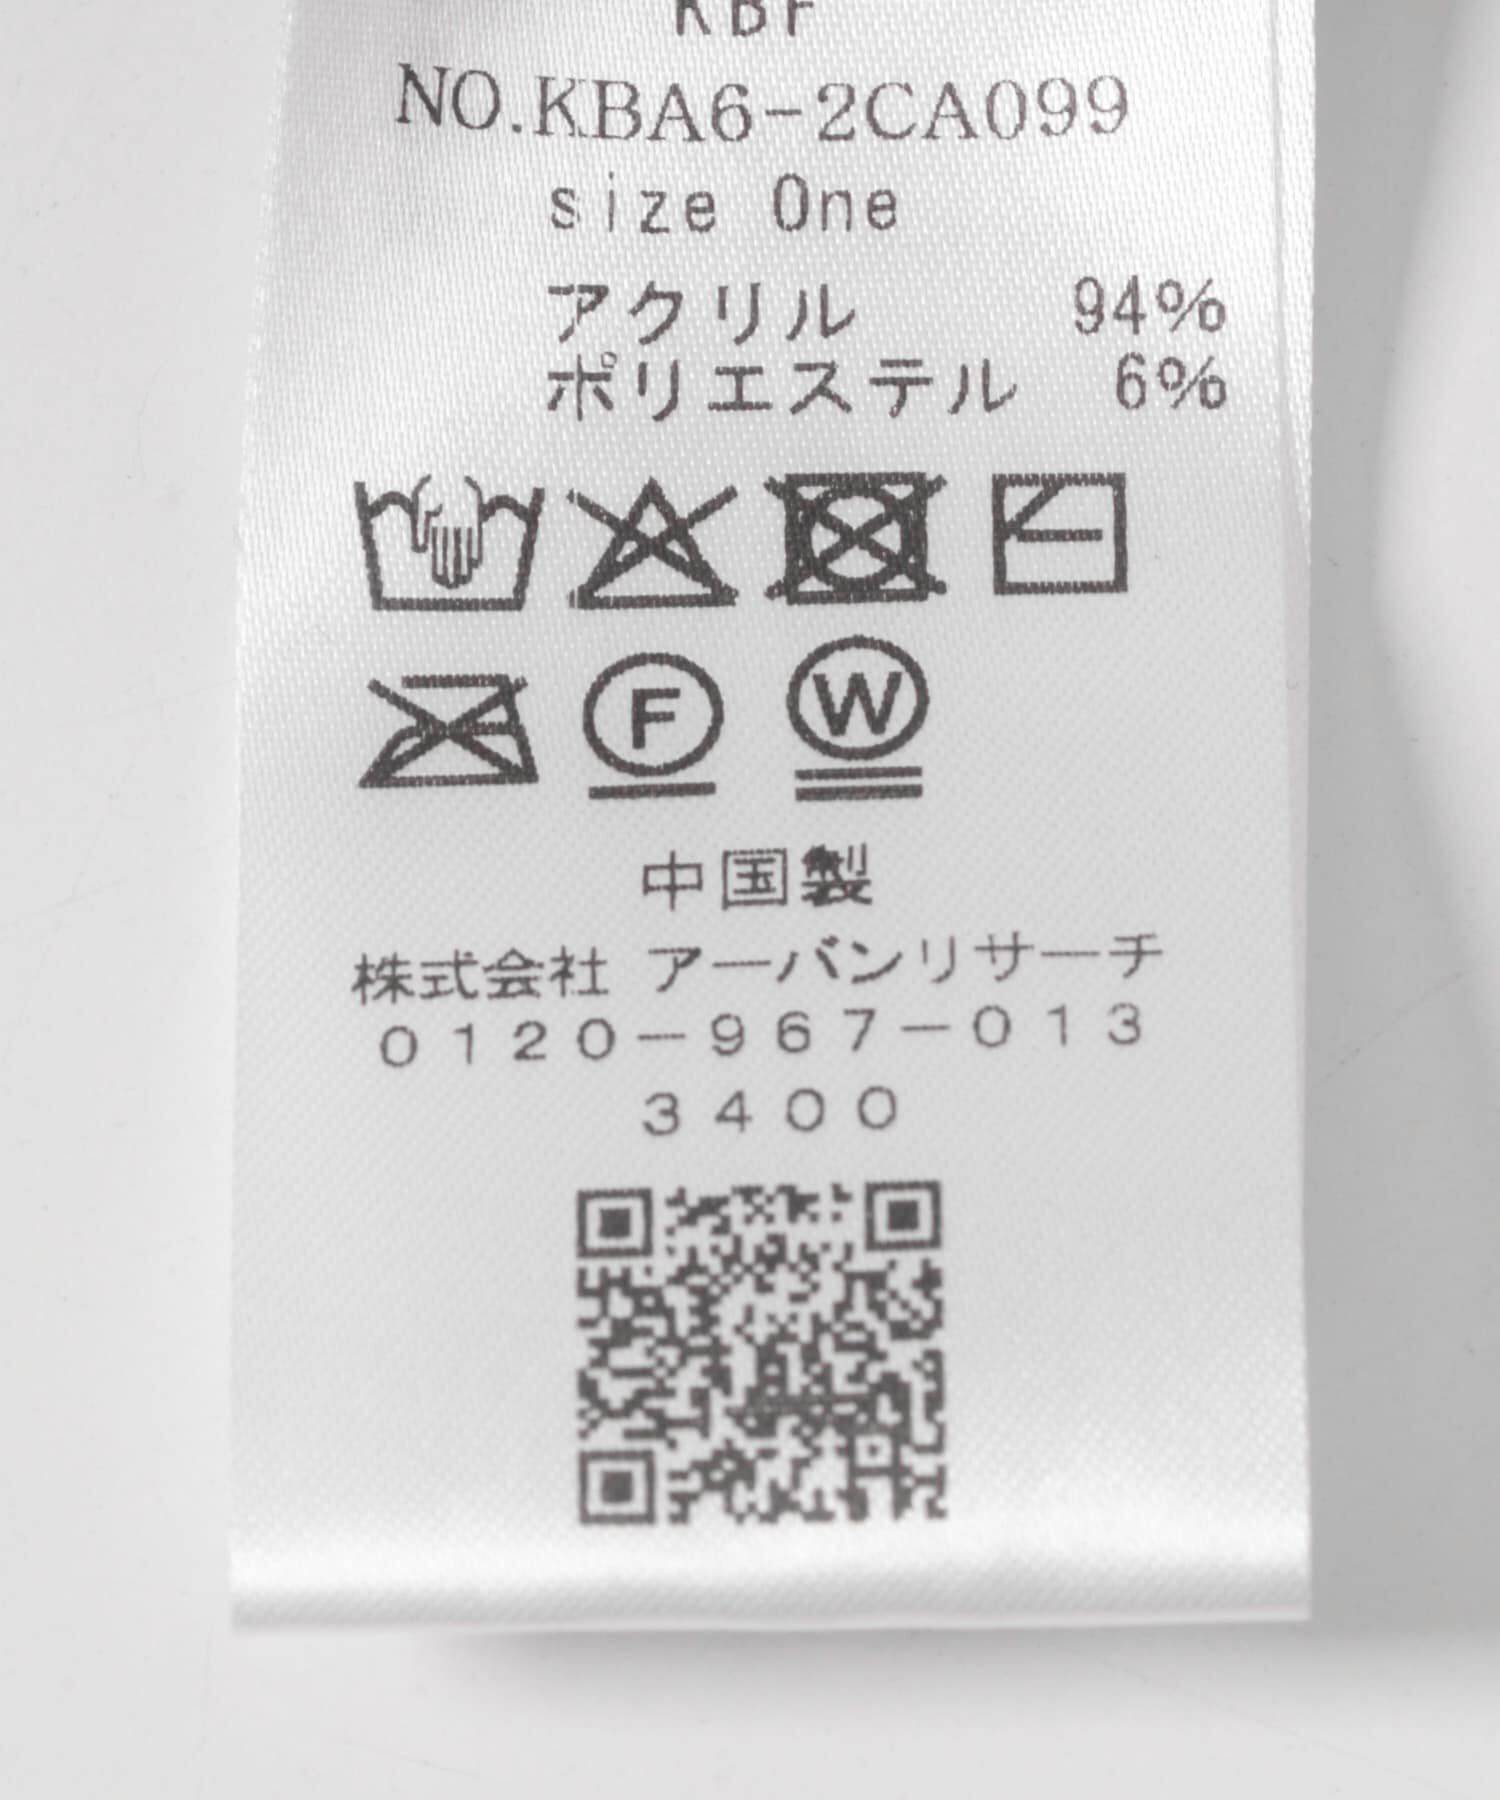 KBF
NO.KBA6-2CA099
size One
アクリル 94%
ポリエステル 6%
F W
中国製
株式会社 アーバンリサーチ
0120-967-013
3400